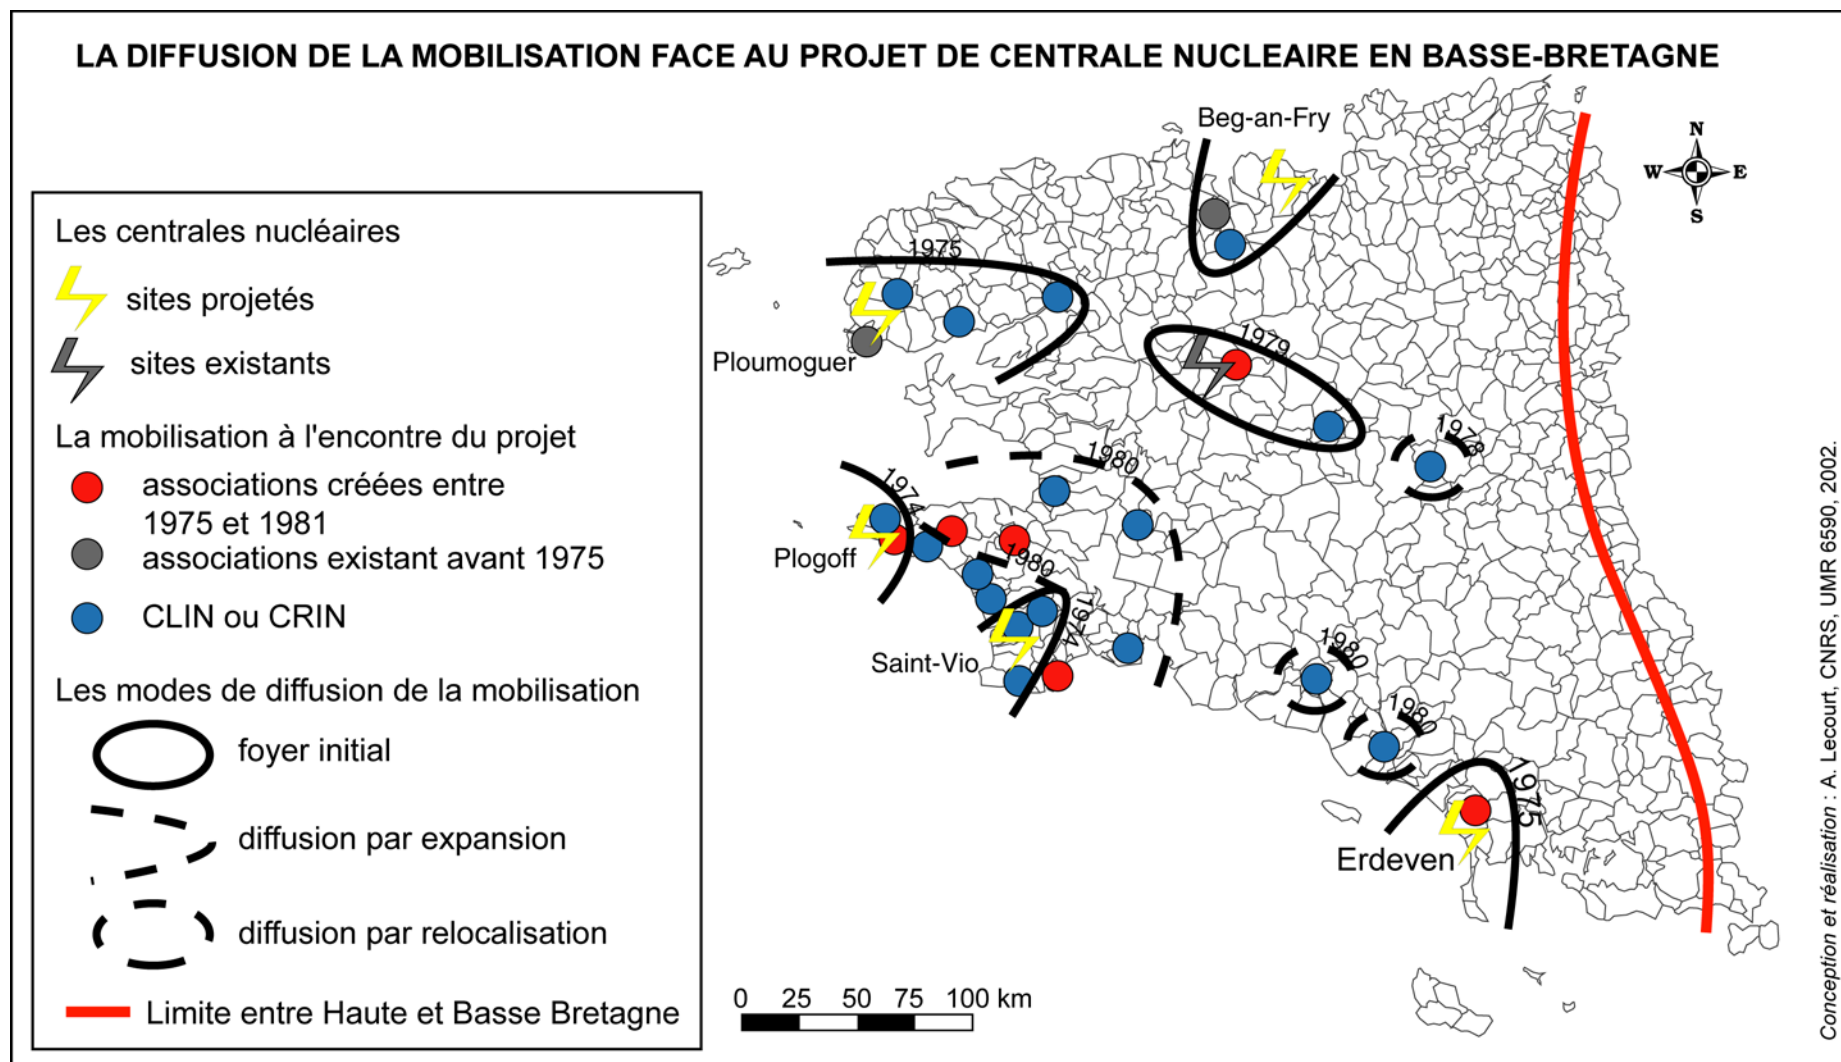 LA DIFFUSION DE LA MOBILISATION FACE AU PROJET DE CENTRALE NUCLEAIRE EN BASSE-BRETAGNE
Les centrales nucléaires
sites projetés
sites existants
La mobilisation à l'encontre du projet
associations créées entre
1975 et 1981
associations existant avant 1975
CLIN ou CRIN
Les modes de diffusion de la mobilisation
foyer initial
diffusion par expansion
diffusion par relocalisation
Limite entre Haute et Basse Bretagne
Beg-an-Fry
N
W
E
S
1975
Ploumoguer
1979
1978
1980
1974
Plogoff
1980
1974
Saint-Vio
1980
1980
1975
Erdeven
0 25 50 75 100 km
Conception et réalisation : A. Lecourt, CNRS, UMR 6590, 2002.